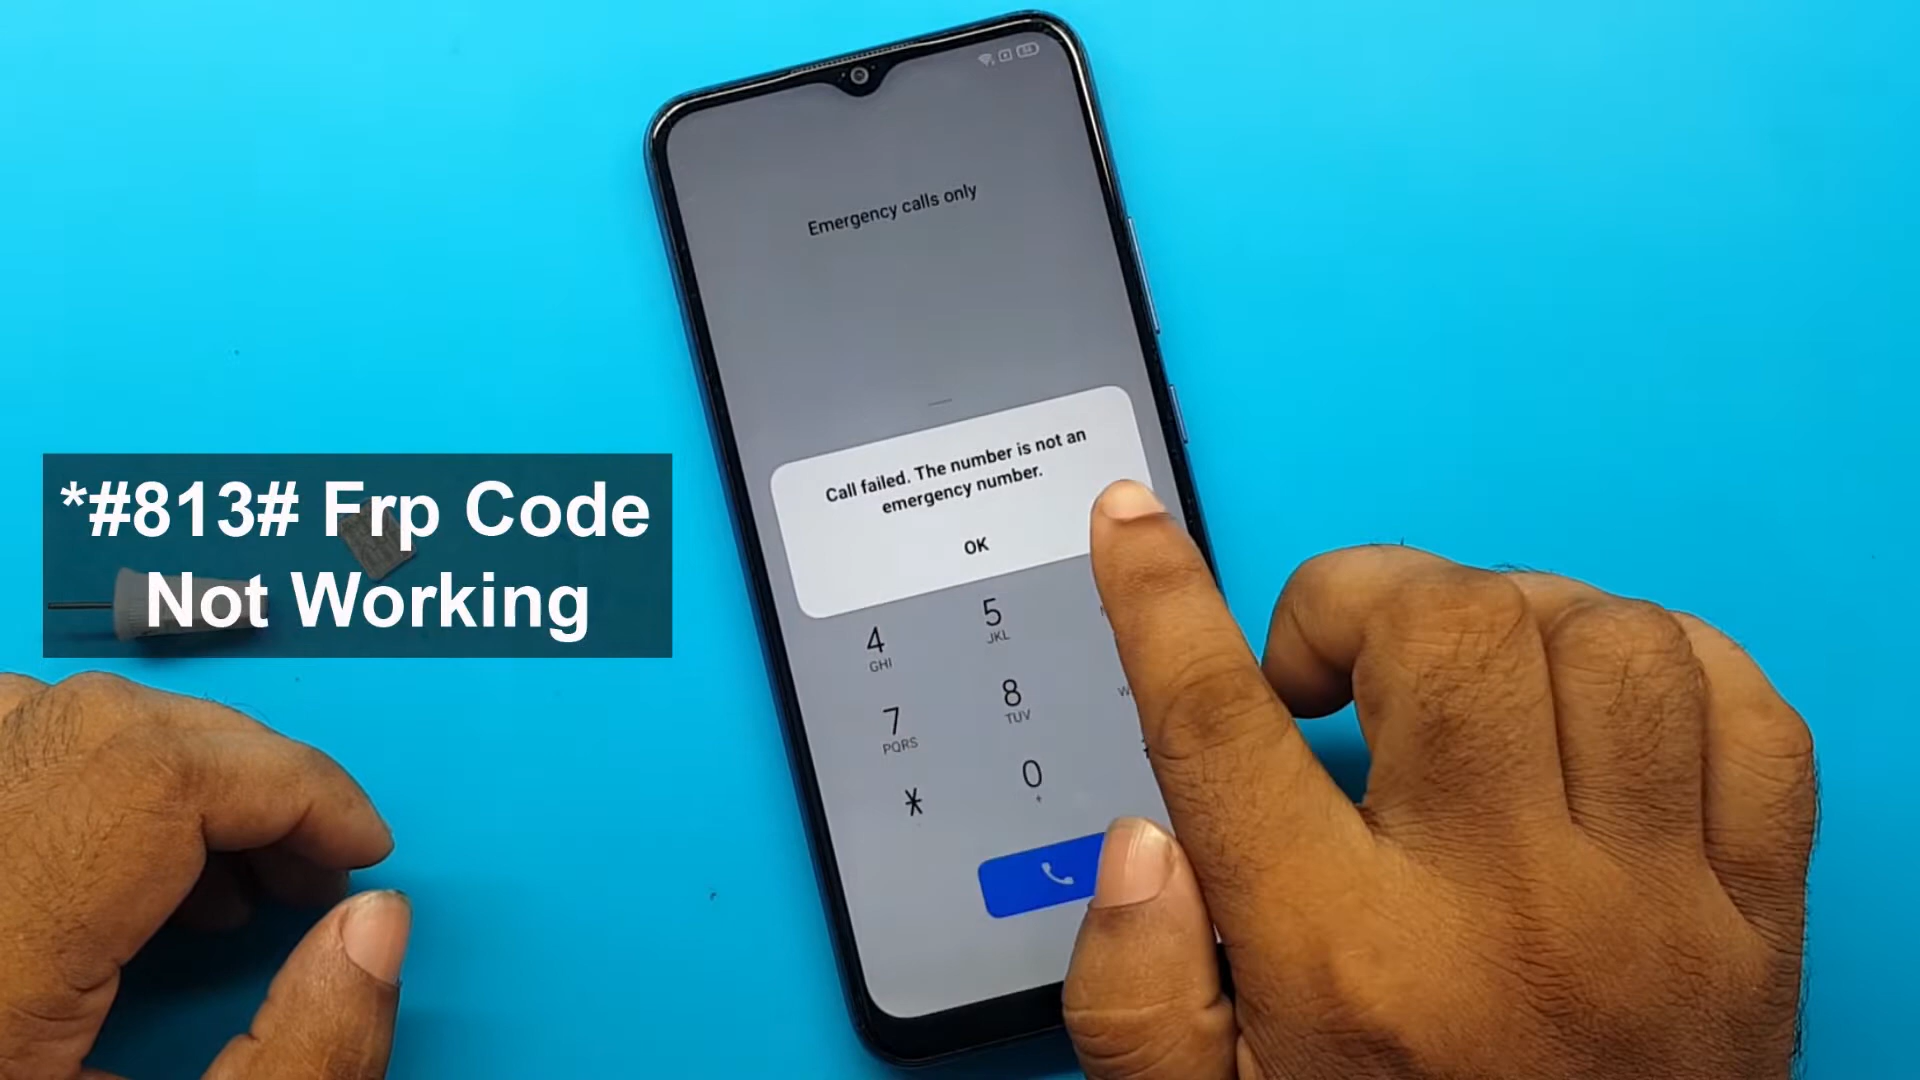 Emergency calls only
Call failed. The number is not an
emergency number.
OK
*#813# Frp Code
Not Working
4
GHI
5
JKL
7
PQRS
8
TUV
W
*
0
+